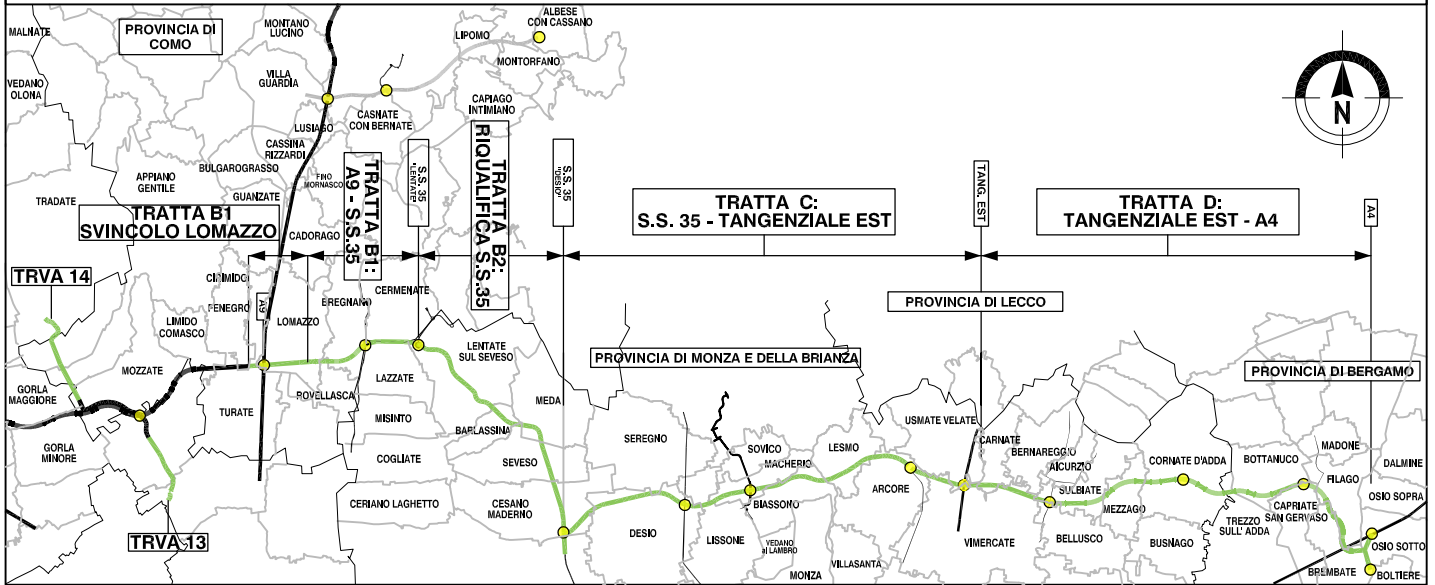 ALBESE
CON CASSANO
MALNATE
PROVINCIA DI
COMO
MONTANO
LUCINO
LIPOMO
MONTORFANO
VILLA
GUARDIA
VEDANO
OLONA
CAPIAGO
INTIMIANO
CASNATE
CON BERNATE
N
LUSIAGO
CASSINA
RIZZARDI
BULGAROGRASSO
FINO
MORNASCO
APPIANO
GENTILE
GUANZATE
TRADATE
TRATTA B1
SVINCOLO LOMAZZO
CADORAGO
TRATTA B1:
A9 - S.S.35
S.S. 35
"LENTATE"
TRATTA B2:
RIQUALIFICA S.S.35
S.S. 35
"DESIO"
TRATTA C:
S.S. 35 - TANGENZIALE EST
TANG. EST
TRATTA D:
TANGENZIALE EST - A4
A4
TRVA 14
CIRIMIDO
FENEGRO
A9
LOMAZZO
BREGNANO
CERMENATE
PROVINCIA DI LECCO
LIMIDO
COMASCO
LENTATE
SUL SEVESO
PROVINCIA DI MONZA E DELLA BRIANZA
PROVINCIA DI BERGAMO
MOZZATE
LAZZATE
GORLA
MAGGIORE
ROVELLASCA
MEDA
TURATE
MISINTO
BARLASSINA
USMATE VELATE
SEREGNO
CARNATE
GORLA
MINORE
SOVICO
LESMO
BERNAREGGIO
MADONE
COGLIATE
SEVESO
MACHERIO
AICURZIO
CORNATE D'ADDA
BOTTANUCO
DALMINE
FILAGO
ARCORE
SULBIATE
OSIO SOPRA
CERIANO LAGHETTO
CESANO
MADERNO
BIASSONO
MEZZAGO
CAPRIATE
SAN GERVASO
TREZZO
SULL' ADDA
DESIO
LISSONE
VEDANO
al LAMBRO
VIMERCATE
BELLUSCO
BUSNAGO
OSIO SOTTO
TRVA 13
VILLASANTA
MONZA
BREMBATE
BOLTIERE